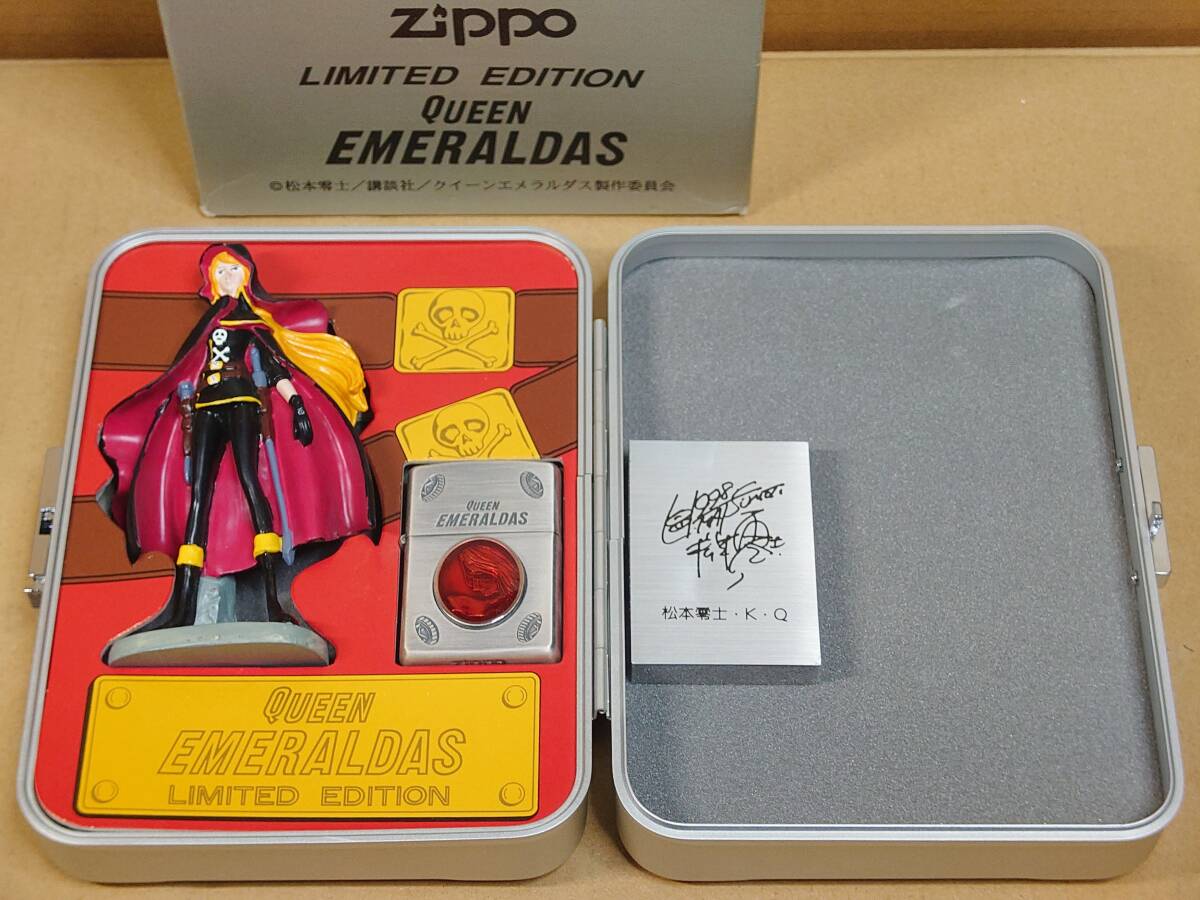 zippo
LIMITED EDITION
QUEEN
EMERALDAS
©松本零士/講談社/クイーンエメラルダス製作委員会
QUEEN
EMERALDAS
1998
松本零士・K・Q
QUEEN
EMERALDAS
LIMITED EDITION